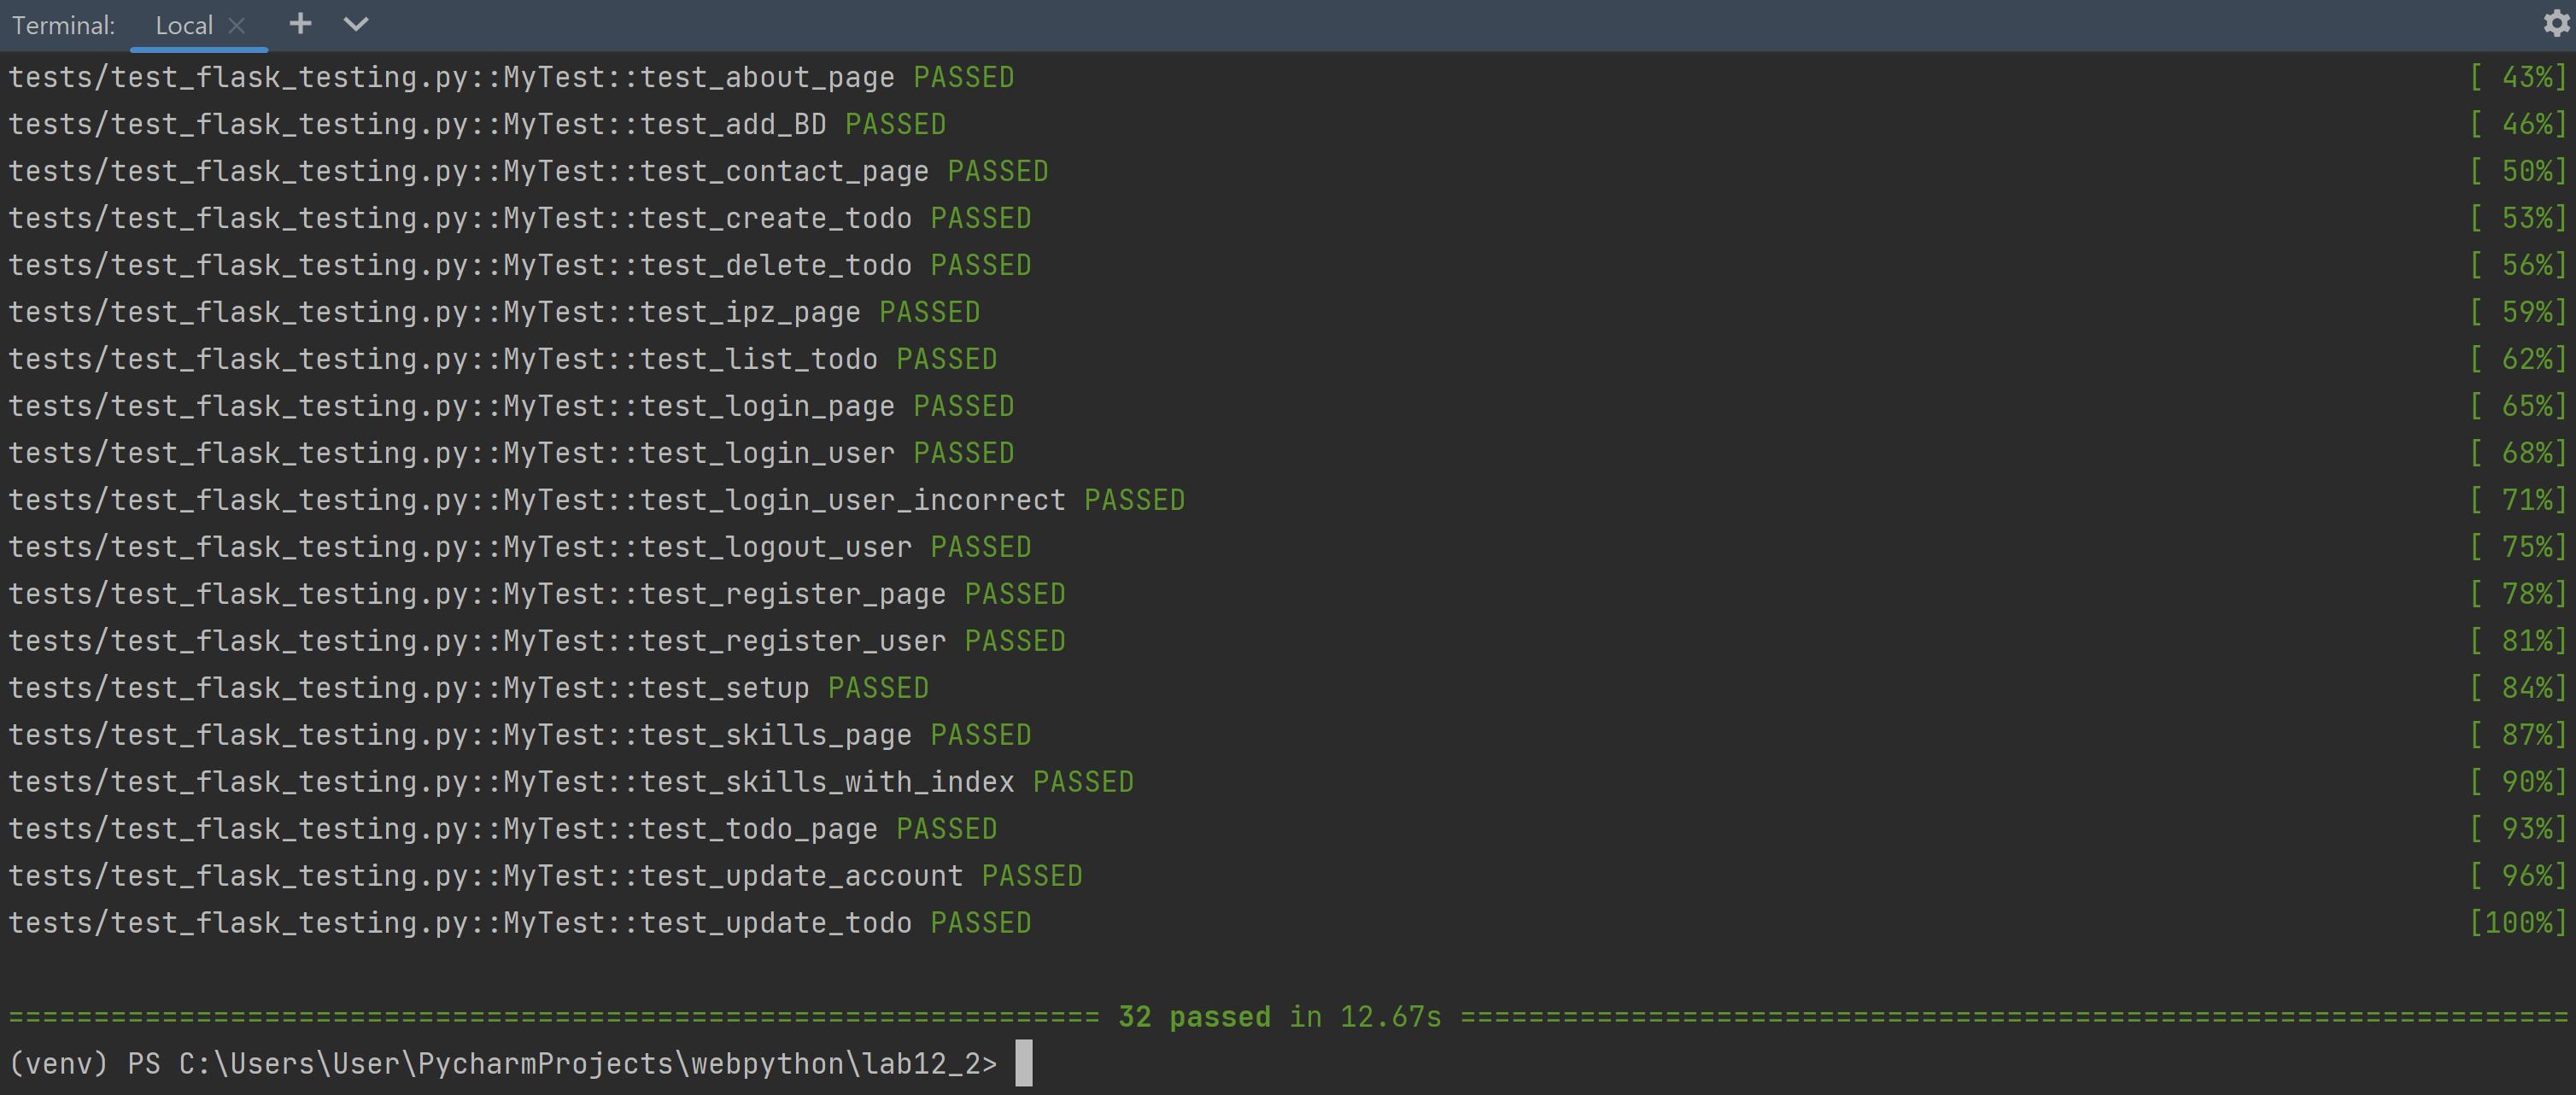 Terminal: Local
tests/test_flask_testing.py::MyTest::test_about_page PASSED [ 43%]
tests/test_flask_testing.py::MyTest::test_add_BD PASSED [ 46%]
tests/test_flask_testing.py::MyTest::test_contact_page PASSED [ 50%]
tests/test_flask_testing.py::MyTest::test_create_todo PASSED [ 53%]
tests/test_flask_testing.py::MyTest::test_delete_todo PASSED [ 56%]
tests/test_flask_testing.py::MyTest::test_ipz_page PASSED [ 59%]
tests/test_flask_testing.py::MyTest::test_list_todo PASSED [ 62%]
tests/test_flask_testing.py::MyTest::test_login_page PASSED [ 65%]
tests/test_flask_testing.py::MyTest::test_login_user PASSED [ 68%]
tests/test_flask_testing.py::MyTest::test_login_user_incorrect PASSED [ 71%]
tests/test_flask_testing.py::MyTest::test_logout_user PASSED [ 75%]
tests/test_flask_testing.py::MyTest::test_register_page PASSED [ 78%]
tests/test_flask_testing.py::MyTest::test_register_user PASSED [ 81%]
tests/test_flask_testing.py::MyTest::test_setup PASSED [ 84%]
tests/test_flask_testing.py::MyTest::test_skills_page PASSED [ 87%]
tests/test_flask_testing.py::MyTest::test_skills_with_index PASSED [ 90%]
tests/test_flask_testing.py::MyTest::test_todo_page PASSED [ 93%]
tests/test_flask_testing.py::MyTest::test_update_account PASSED [ 96%]
tests/test_flask_testing.py::MyTest::test_update_todo PASSED [100%]
================================================================ 32 passed in 12.67s =================================================================
(venv) PS C:\Users\User\PycharmProjects\webpython\lab12_2>